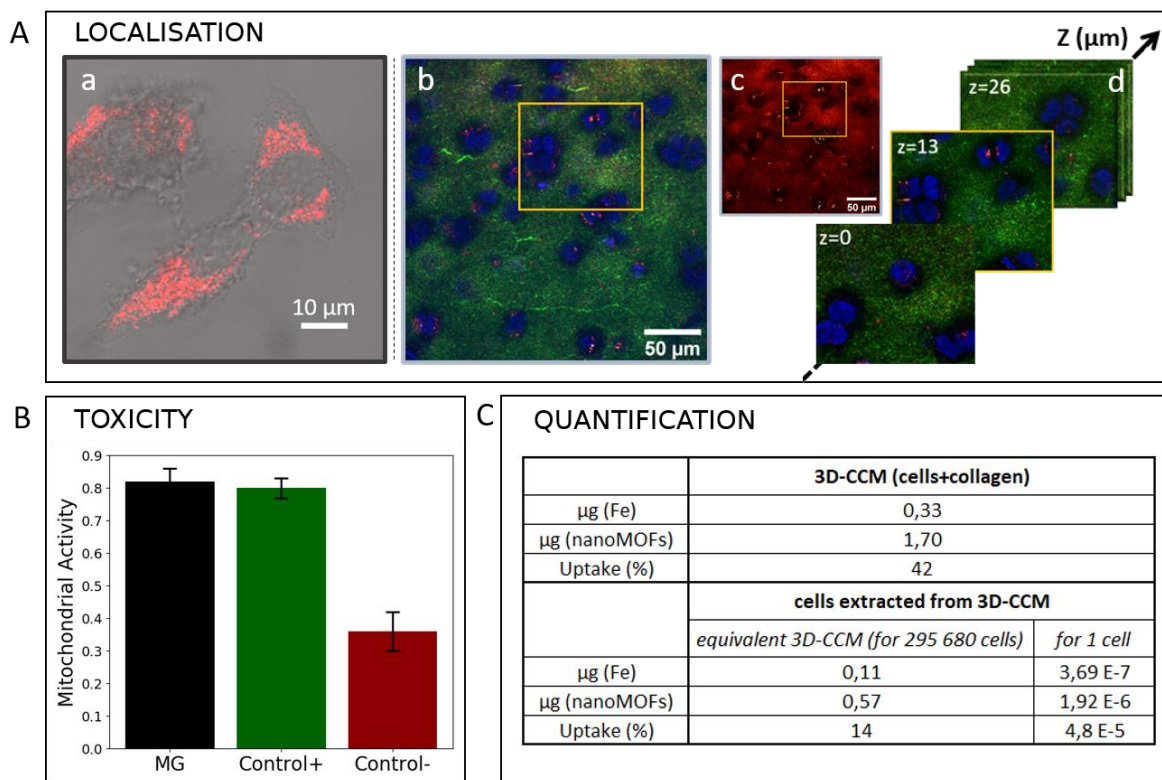 A
LOCALISATION
a
10 µm
b
50 µm
c
50 µm
Z (µm)
d
z=26
z=13
z=0
B
TOXICITY
Mitochondrial Activity
0.9
0.8
0.7
0.6
0.5
0.4
0.3
0.2
0.1
0.0
MG Control+ Control-
C
QUANTIFICATION
3D-CCM (cells+collagen)
µg (Fe) 0,33
µg (nanoMOFs) 1,70
Uptake (%) 42
cells extracted from 3D-CCM
equivalent 3D-CCM (for 295 680 cells) for 1 cell
µg (Fe) 0,11 3,69 E-7
µg (nanoMOFs) 0,57 1,92 E-6
Uptake (%) 14 4,8 E-5